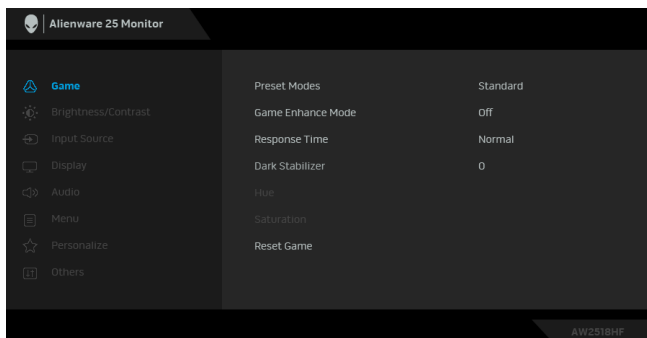 Alienware 25 Monitor
Game
Preset Modes Standard
Brightness/Contrast
Game Enhance Mode Off
Input Source
Response Time Normal
Display
Dark Stabilizer 0
Audio
Hue
Menu
Saturation
Personalize
Reset Game
Others
AW2518HF